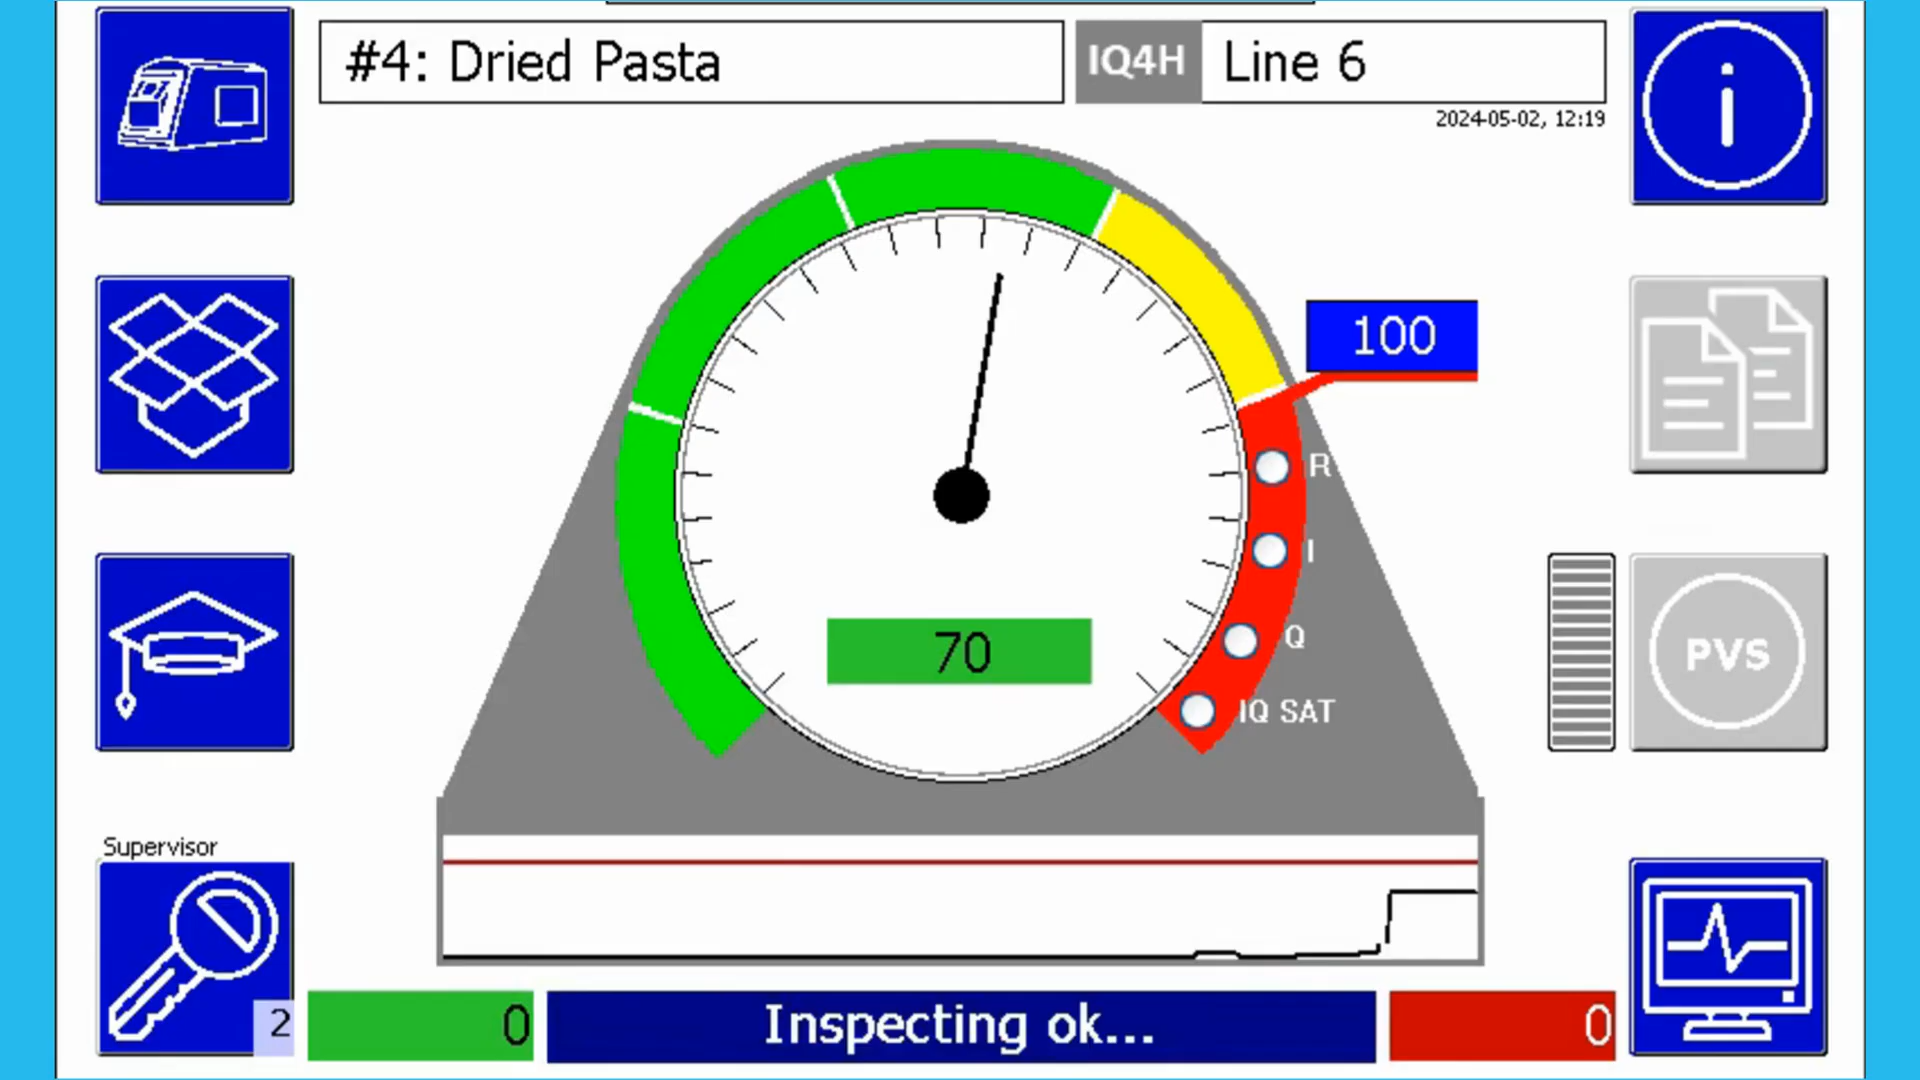 #4: Dried Pasta
IQ4H
Line 6
2024-05-02, 12:19
100
R
I
Q
IQ SAT
70
PVS
Supervisor
2
0
Inspecting ok...
0